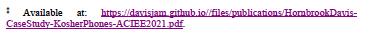 ‡ Available at: https://davisjam.github.io//files/publications/HornbrookDavis-
CaseStudy-KosherPhones-ACIEE2021.pdf.